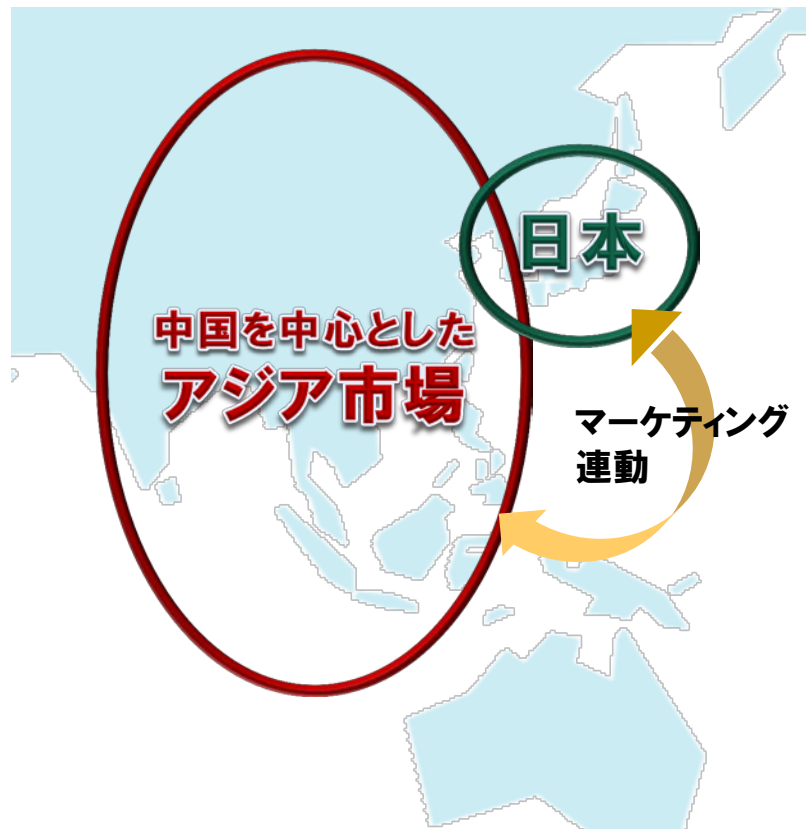 日本
中国を中心とした
アジア市場
マーケティング
連動